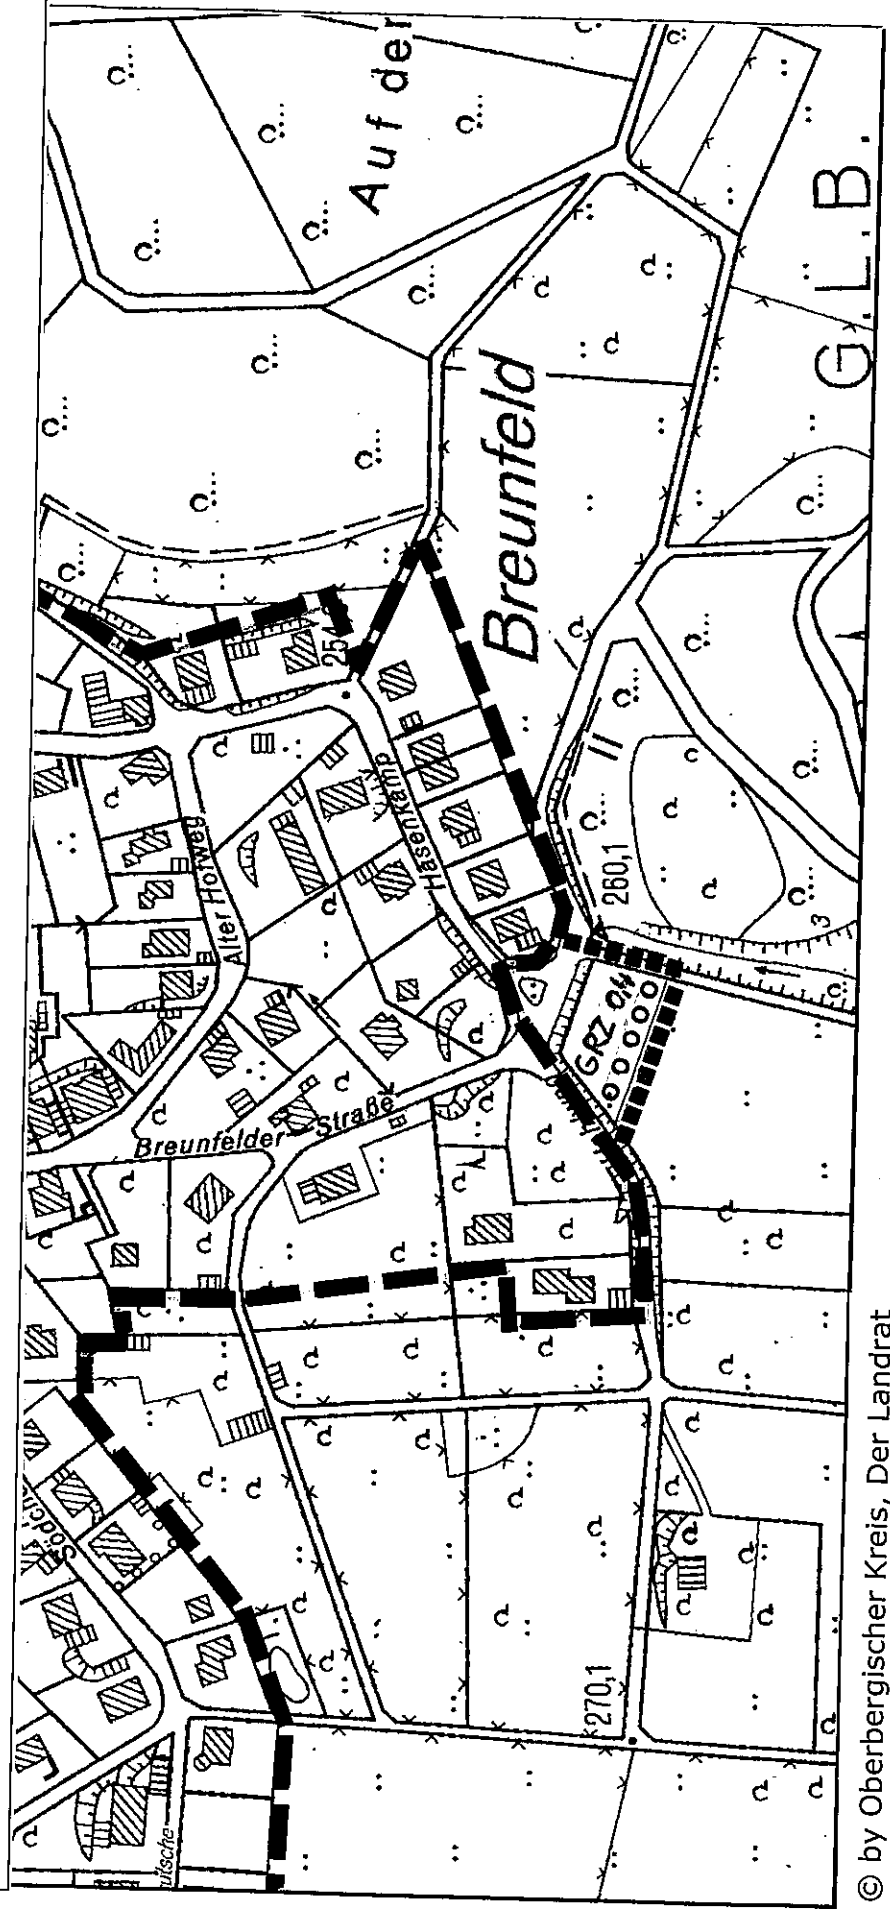 Auf der
Breunfeld
G. L. B.
254
Hasenkamp
Alter Hofweg
260,1
3
GRZ 0,4
Breunfelder Straße
270,1
© by Oberbergischer Kreis, Der Landrat